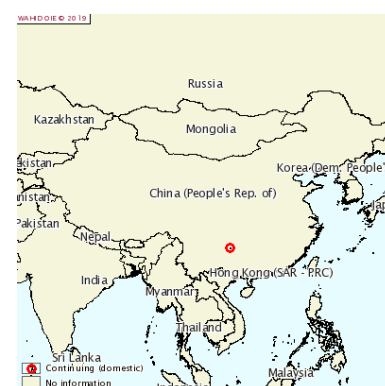 WAHID OIE © 2019
Russia
Kazakhstan
Mongolia
Korea (Dem. People'
China (People's Rep. of)
Pakistan
Nepal
India
Hong Kong (SAR - PRC)
Myanmar
Thailand
Sri Lanka
Malaysia
Continuing (domestic)
No information